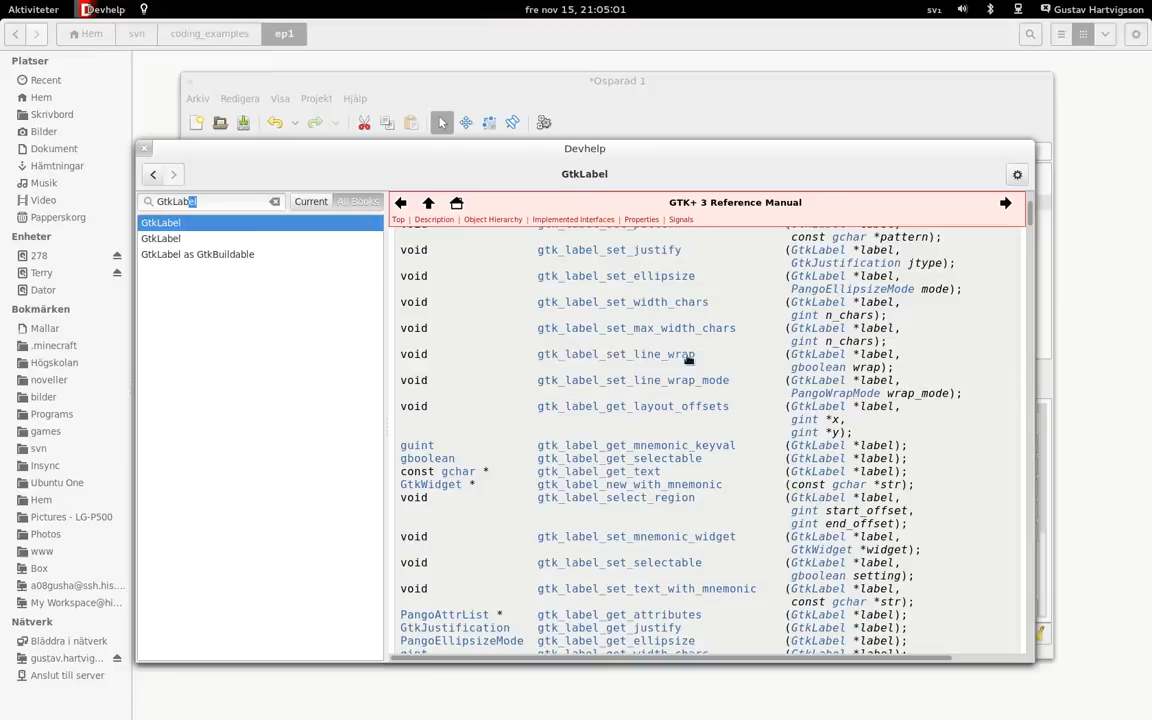 Aktiviteter Devhelp fre nov 15, 21:05:01 sv₁ Gustav Hartvigsson
Hem svn coding_examples ep1
Platser
Recent
Hem
Skrivbord
Bilder
Dokument
Hämtningar
Musik
Video
Papperskorg
Enheter
278
Terry
Dator
Bokmärken
Mallar
.minecraft
Högskolan
noveller
bilder
Programs
games
svn
Insync
Ubuntu One
Hem
Pictures - LG-P500
Photos
www
Box
a08gusha@ssh.his....
My Workspace@hi...
Nätverk
Bläddra i nätverk
gustav.hartvig...
Anslut till server
*Osparad 1
Arkiv Redigera Visa Projekt Hjälp
Devhelp
GtkLabel
GtkLabel Current All Books
GtkLabel
GtkLabel
GtkLabel as GtkBuildable
GTK+ 3 Reference Manual
Top | Description | Object Hierarchy | Implemented Interfaces | Properties | Signals
const gchar *pattern);
void gtk_label_set_justify (GtkLabel *label,
GtkJustification jtype);
void gtk_label_set_ellipsize (GtkLabel *label,
PangoEllipsizeMode mode);
void gtk_label_set_width_chars (GtkLabel *label,
gint n_chars);
void gtk_label_set_max_width_chars (GtkLabel *label,
gint n_chars);
void gtk_label_set_line_wrap (GtkLabel *label,
gboolean wrap);
void gtk_label_set_line_wrap_mode (GtkLabel *label,
PangoWrapMode wrap_mode);
void gtk_label_get_layout_offsets (GtkLabel *label,
gint *x,
gint *y);
guint gtk_label_get_mnemonic_keyval (GtkLabel *label);
gboolean gtk_label_get_selectable (GtkLabel *label);
const gchar * gtk_label_get_text (GtkLabel *label);
GtkWidget * gtk_label_new_with_mnemonic (const gchar *str);
void gtk_label_select_region (GtkLabel *label,
gint start_offset,
gint end_offset);
void gtk_label_set_mnemonic_widget (GtkLabel *label,
GtkWidget *widget);
void gtk_label_set_selectable (GtkLabel *label,
gboolean setting);
void gtk_label_set_text_with_mnemonic (GtkLabel *label,
const gchar *str);
PangoAttrList * gtk_label_get_attributes (GtkLabel *label);
GtkJustification gtk_label_get_justify (GtkLabel *label);
PangoEllipsizeMode gtk_label_get_ellipsize (GtkLabel *label);